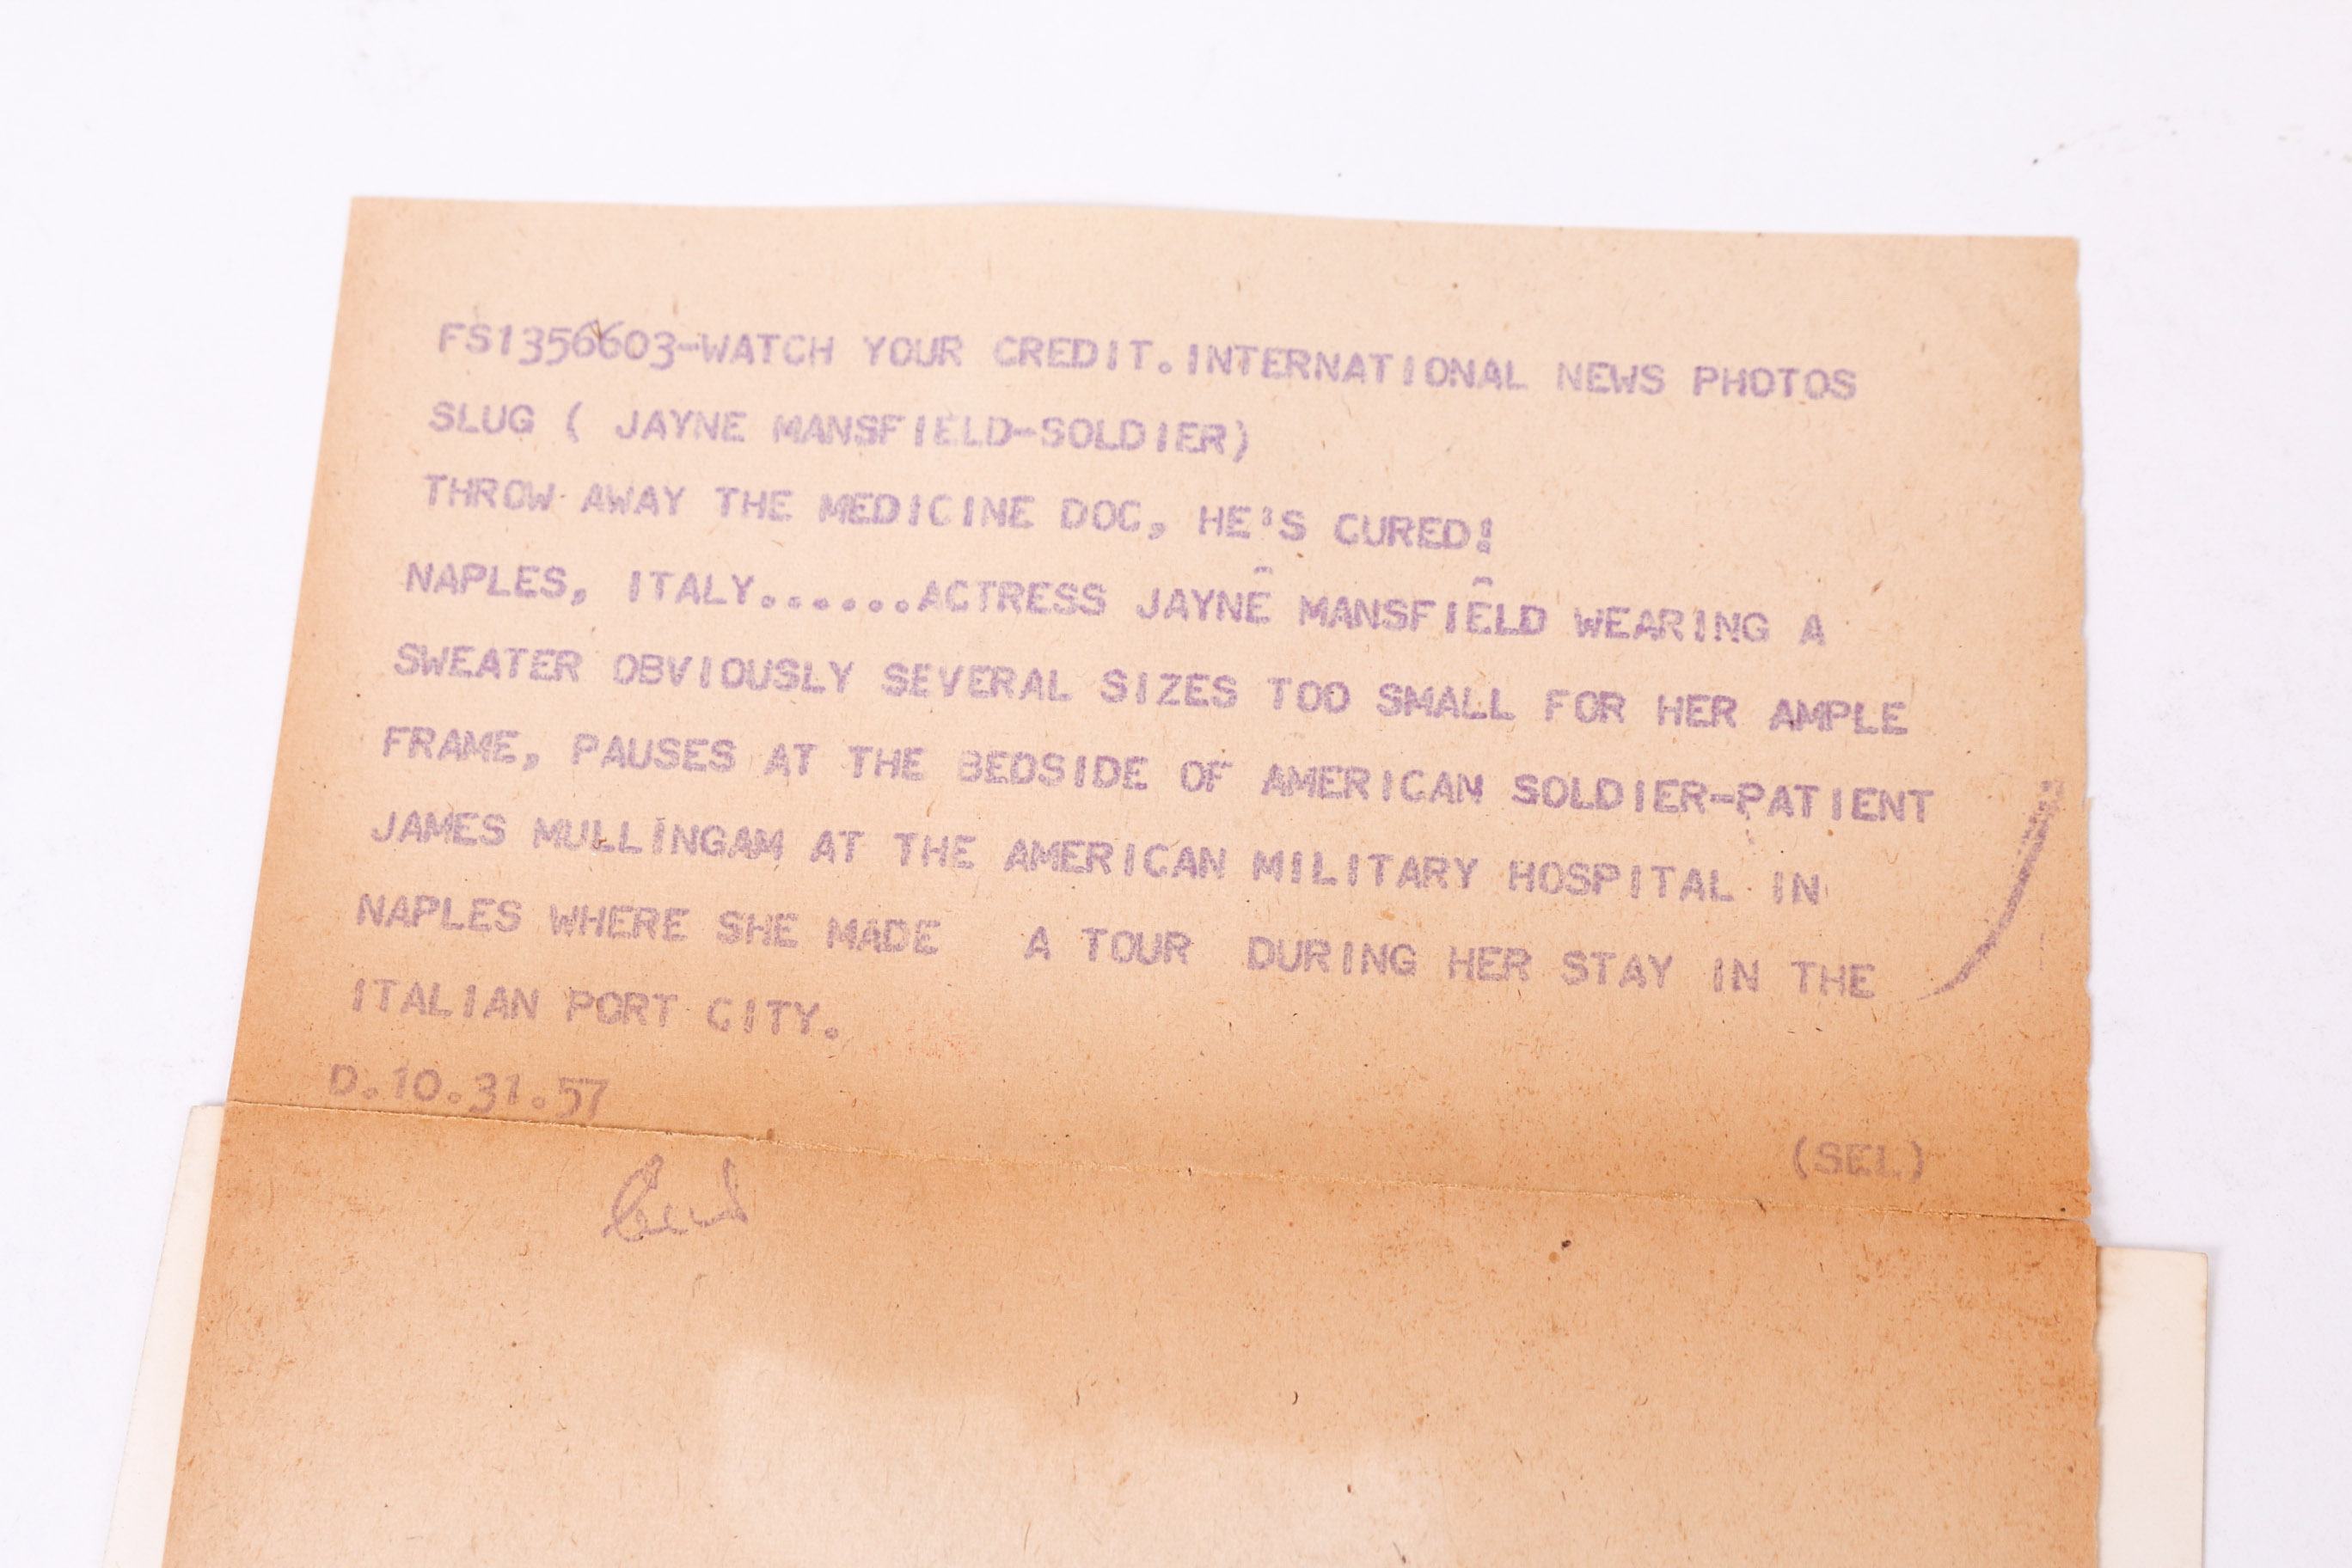 FS1356603-WATCH YOUR CREDIT.INTERNATIONAL NEWS PHOTOS
SLUG ( JAYNE MANSFIELD-SOLDIER)
THROW AWAY THE MEDICINE DOC, HE'S CURED!
NAPLES, ITALY......ACTRESS JAYNE MANSFIELD WEARING A
SWEATER OBVIOUSLY SEVERAL SIZES TOO SMALL FOR HER AMPLE
FRAME, PAUSES AT THE BEDSIDE OF AMERICAN SOLDIER-PATIENT
JAMES MULLINGAM AT THE AMERICAN MILITARY HOSPITAL IN
NAPLES WHERE SHE MADE A TOUR DURING HER STAY IN THE
ITALIAN PORT CITY.
D.10.31.57
(SEL)